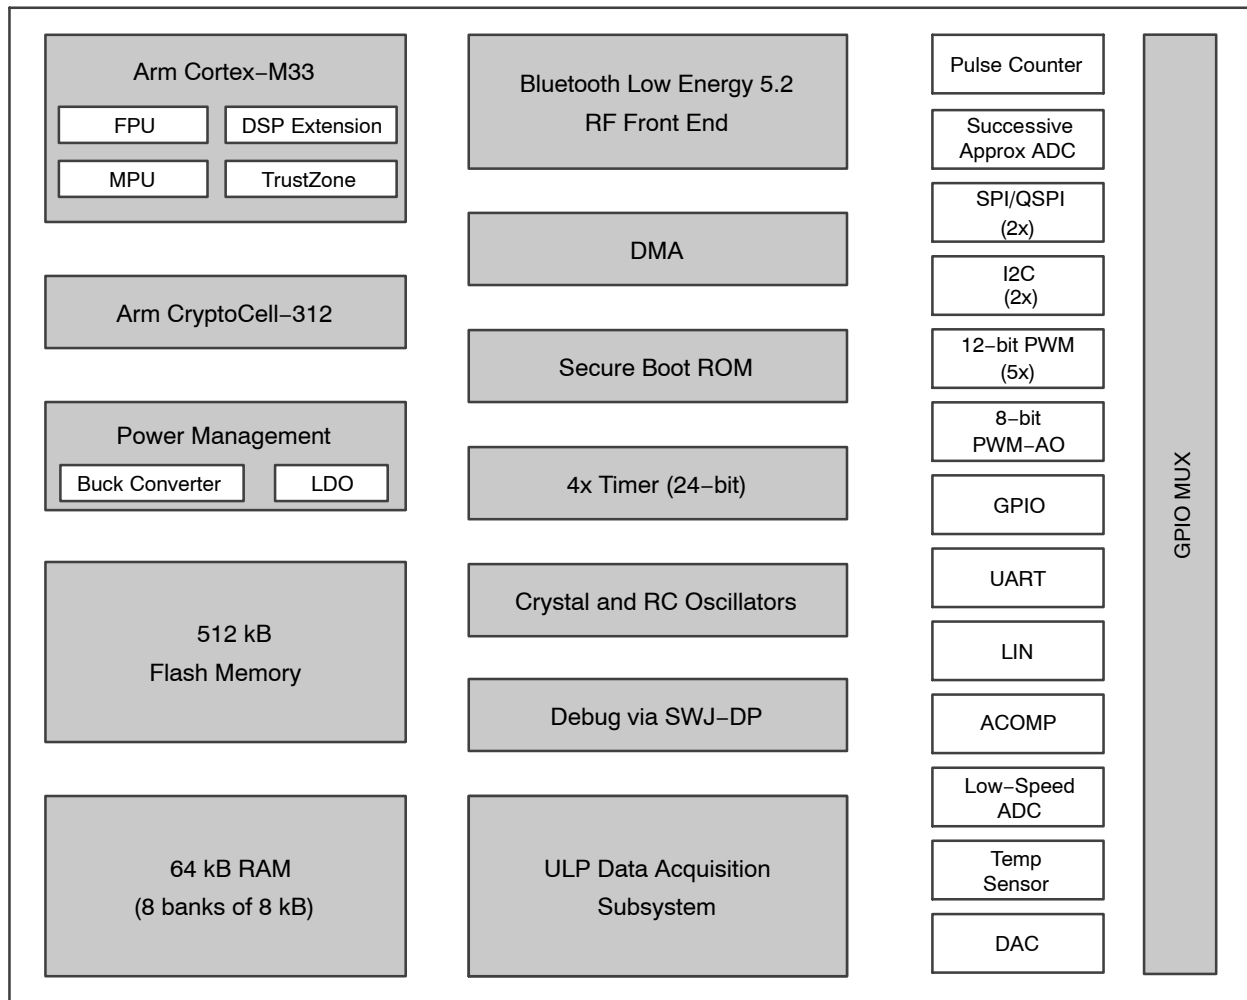 Arm Cortex−M33
FPU
DSP Extension
MPU
TrustZone
Arm CryptoCell−312
Power Management
Buck Converter
LDO
512 kB
Flash Memory
64 kB RAM
(8 banks of 8 kB)
Bluetooth Low Energy 5.2
RF Front End
DMA
Secure Boot ROM
4x Timer (24−bit)
Crystal and RC Oscillators
Debug via SWJ−DP
ULP Data Acquisition
Subsystem
Pulse Counter
Successive
Approx ADC
SPI/QSPI
(2x)
I2C
(2x)
12−bit PWM
(5x)
8−bit
PWM−AO
GPIO
UART
LIN
ACOMP
Low−Speed
ADC
Temp
Sensor
DAC
GPIO MUX